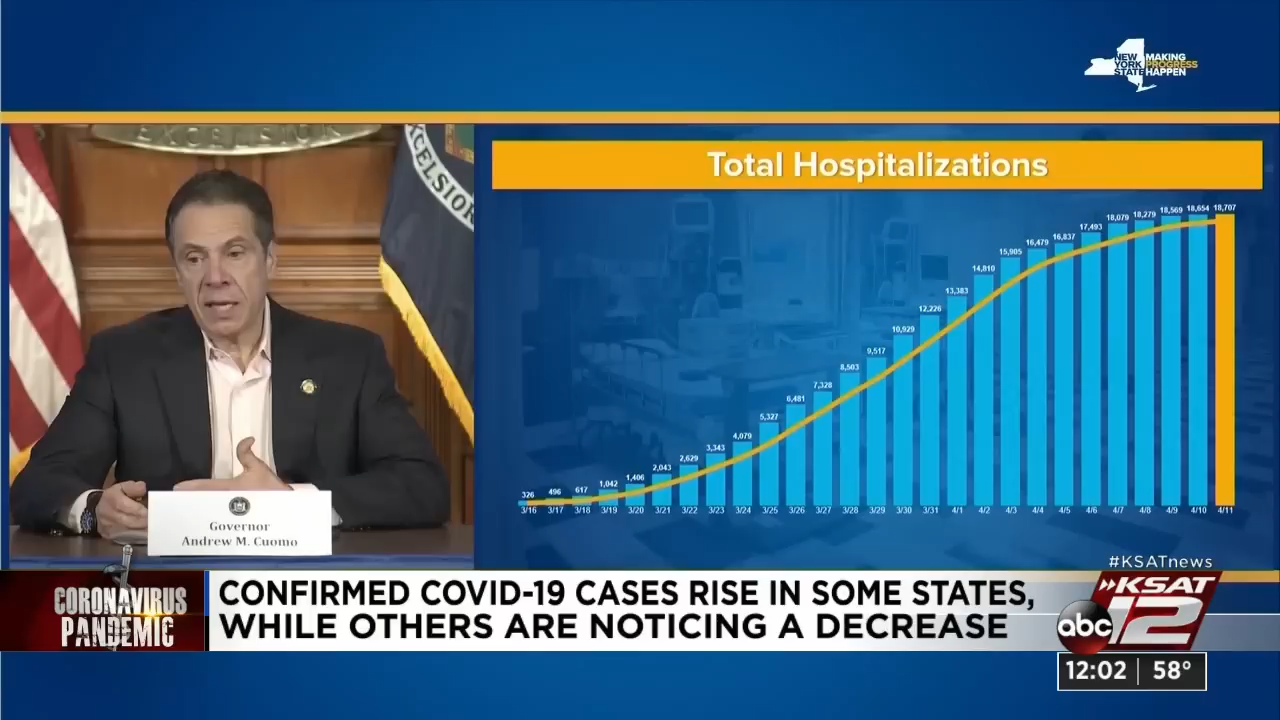 NEW
YORK
STATE
MAKING
PROGRESS
HAPPEN
EXCELSIOR
XCELSIOR
Total Hospitalizations
326 496 617 1,042 1,406 2,043 2,629 3,343 4,079 5,327 6,481 7,328 8,503 9,517 10,929 12,226 13,383 14,810 15,905 16,479 16,837 17,493 18,079 18,279 18,569 18,654 18,707
3/16 3/17 3/18 3/19 3/20 3/21 3/22 3/23 3/24 3/25 3/26 3/27 3/28 3/29 3/30 3/31 4/1 4/2 4/3 4/4 4/5 4/6 4/7 4/8 4/9 4/10 4/11
Governor
Andrew M. Cuomo
#KSATnews
CORONAVIRUS
PANDEMIC
CONFIRMED COVID-19 CASES RISE IN SOME STATES,
WHILE OTHERS ARE NOTICING A DECREASE
KSAT
abc 12
12:02 58°